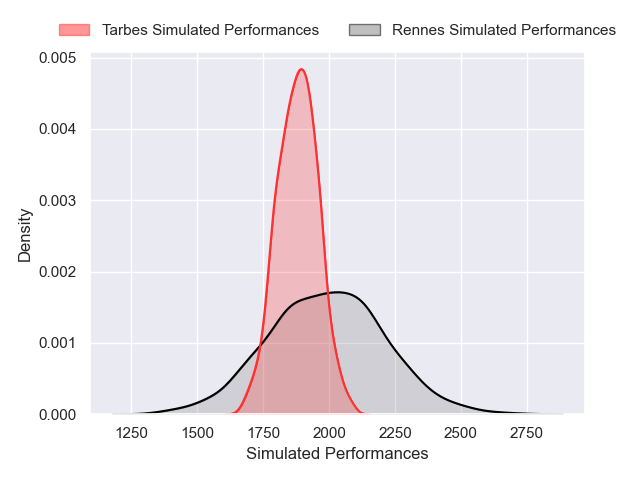 Tarbes Simulated Performances Rennes Simulated Performances
0.005
0.004
0.003
0.002
0.001
0.000
Density
1250 1500 1750 2000 2250 2500 2750
Simulated Performances